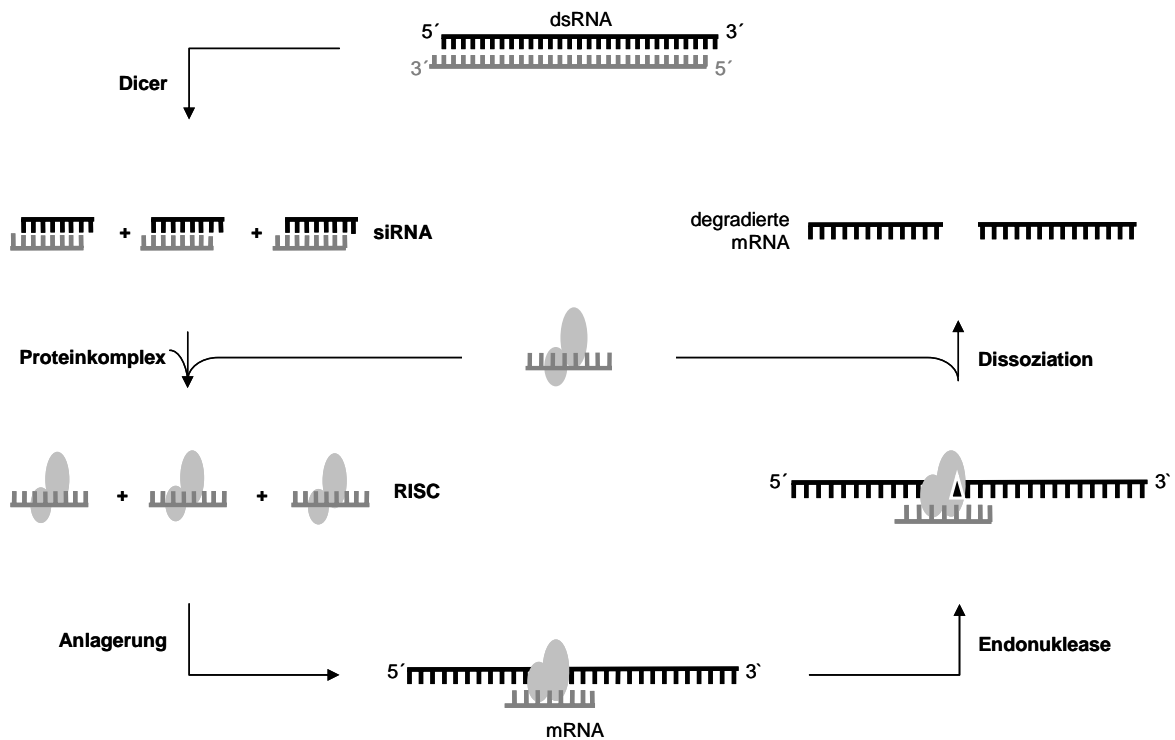 dsRNA
5´ 3´
3´ 5´
Dicer
+ + siRNA
degradierte
mRNA
Proteinkomplex
Dissoziation
+ + RISC
5´ 3`
Anlagerung
Endonuklease
5´ 3`
mRNA